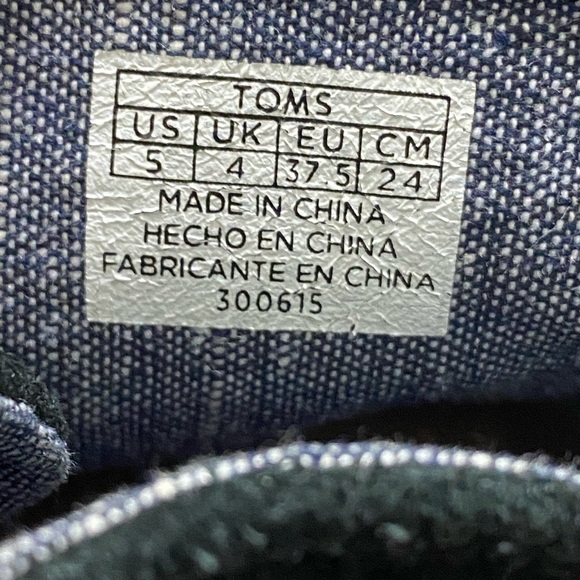 TOMS
US UK EU CM
5 4 37.5 24
MADE IN CHINA
HECHO EN CHINA
FABRICANTE EN CHINA
300615